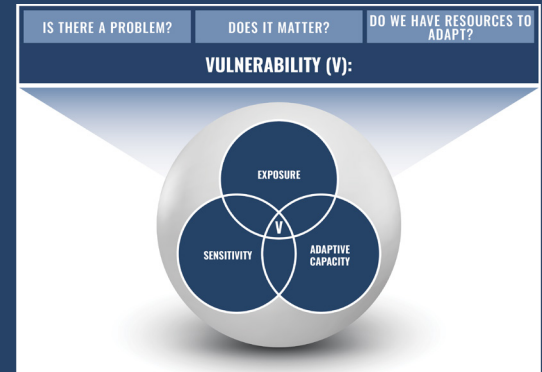 IS THERE A PROBLEM?
DOES IT MATTER?
DO WE HAVE RESOURCES TO
ADAPT?
VULNERABILITY (V):
EXPOSURE
V
SENSITIVITY
ADAPTIVE
CAPACITY